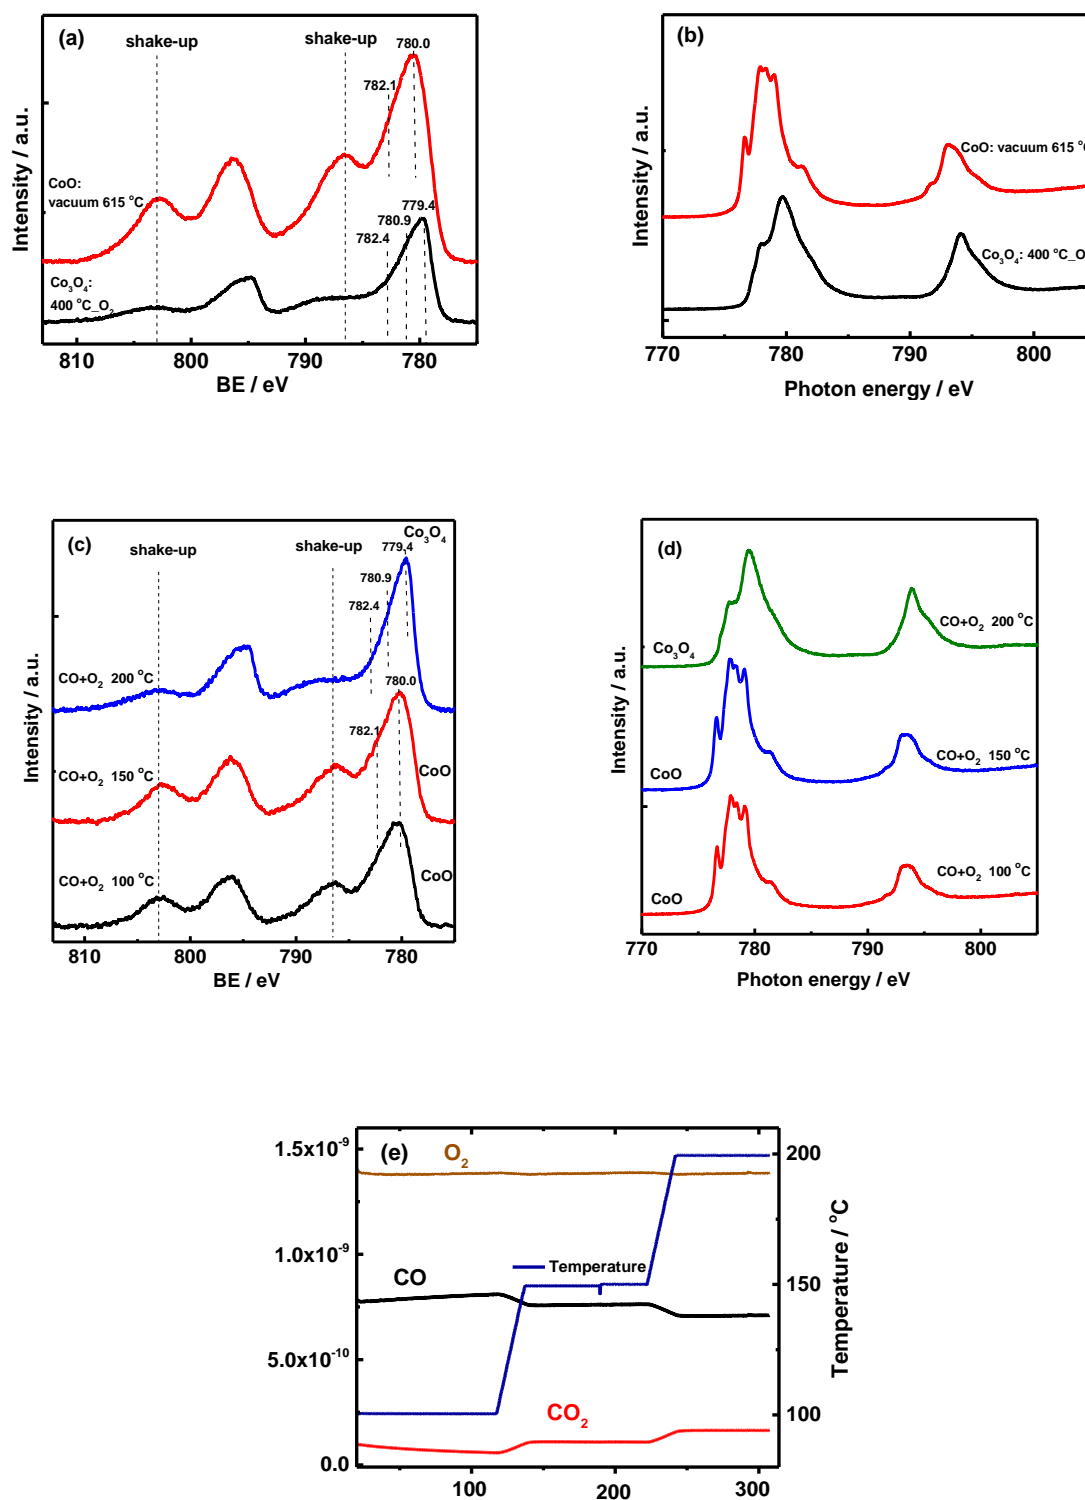 (a)
shake-up
shake-up
780.0
782.1
CoO:
vacuum 615 °C
779.4
780.9
782.4
Co₃O₄:
400 °C_O₂
Intensity / a.u.
810
800
790
780
BE / eV
(b)
CoO: vacuum 615 °C
Co₃O₄: 400 °C_O
Intensity / a.u.
770
780
790
800
Photon energy / eV
(c)
Co₃O₄
shake-up
shake-up
779.4
780.9
782.4
CO+O₂ 200 °C
780.0
782.1
CO+O₂ 150 °C
CoO
CO+O₂ 100 °C
CoO
Intensity / a.u.
810
800
790
780
BE / eV
(d)
CO+O₂ 200 °C
Co₃O₄
CO+O₂ 150 °C
CoO
CO+O₂ 100 °C
CoO
Intensity / a.u.
770
780
790
800
Photon energy / eV
(e)
O₂
1.5x10⁻⁹
200
1.0x10⁻⁹
Temperature
CO
150
5.0x10⁻¹⁰
CO₂
100
0.0
Temperature / °C
100
200
300